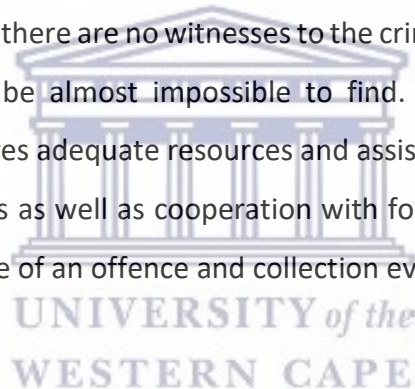 there are no witnesses to the crim
be almost impossible to find.
es adequate resources and assis
s as well as cooperation with fo
e of an offence and collection ev
UNIVERSITY of the
WESTERN CAPE